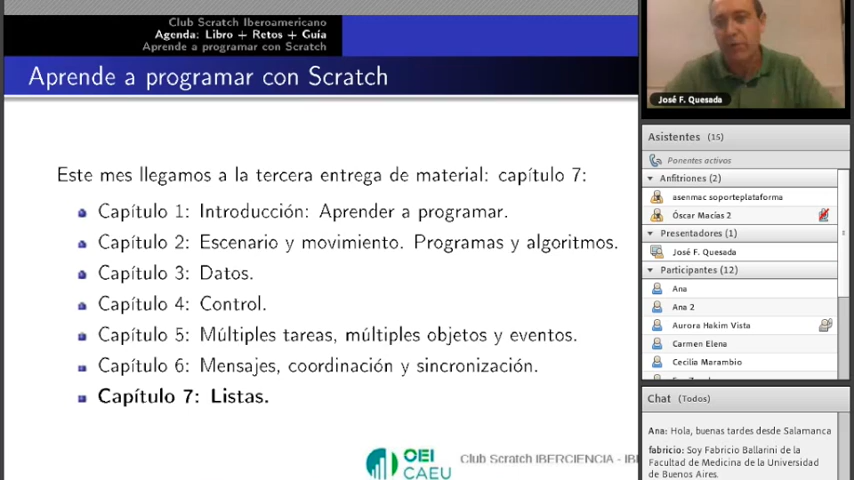 Club Scratch Iberoamericano
Agenda: Libro + Retos + Guía
Aprende a programar con Scratch
Aprende a programar con Scratch
Este mes llegamos a la tercera entrega de material: capítulo 7:
Capítulo 1: Introducción: Aprender a programar.
Capítulo 2: Escenario y movimiento. Programas y algoritmos.
Capítulo 3: Datos.
Capítulo 4: Control.
Capítulo 5: Múltiples tareas, múltiples objetos y eventos.
Capítulo 6: Mensajes, coordinación y sincronización.
Capítulo 7: Listas.
OEI
CAEU
Club Scratch IBERCIENCIA - IB
José F. Quesada
Asistentes (15)
Ponentes activos
Anfitriones (2)
asenmac soporteplataforma
Óscar Macías 2
Presentadores (1)
José F. Quesada
Participantes (12)
Ana
Ana 2
Aurora Hakim Vista
Carmen Elena
Cecilia Marambio
Chat (Todos)
Ana: Hola, buenas tardes desde Salamanca
fabricio: Soy Fabricio Ballarini de la
Facultad de Medicina de la Universidad
de Buenos Aires.